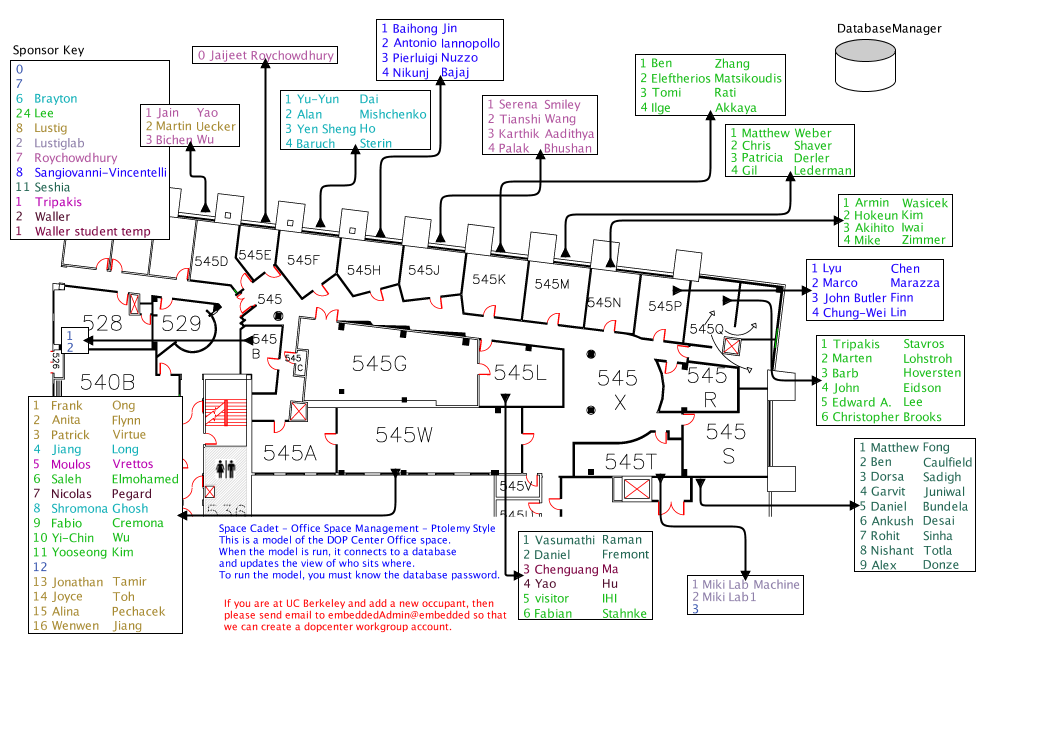 DatabaseManager
Sponsor Key
0
7
6 Brayton
24 Lee
8 Lustig
2 Lustiglab
7 Roychowdhury
8 Sangiovanni-Vincentelli
11 Seshia
1 Tripakis
2 Waller
1 Waller student temp
0 Jaijeet Roychowdhury
1 Baihong Jin
2 Antonio Iannopollo
3 Pierluigi Nuzzo
4 Nikunj Bajaj
1 Jain Yao
2 Martin Uecker
3 Bichen Wu
1 Yu-Yun Dai
2 Alan Mishchenko
3 Yen Sheng Ho
4 Baruch Sterin
1 Serena Smiley
2 Tianshi Wang
3 Karthik Aadithya
4 Palak Bhushan
1 Ben Zhang
2 Eleftherios Matsikoudis
3 Tomi Rati
4 Ilge Akkaya
1 Matthew Weber
2 Chris Shaver
3 Patricia Derler
4 Gil Lederman
1 Armin Wasicek
2 Hokeun Kim
3 Akihito Iwai
4 Mike Zimmer
1 Lyu Chen
2 Marco Marazza
3 John Butler Finn
4 Chung-Wei Lin
1 Tripakis Stavros
2 Marten Lohstroh
3 Barb Hoversten
4 John Eidson
5 Edward A. Lee
6 Christopher Brooks
1 Matthew Fong
2 Ben Caulfield
3 Dorsa Sadigh
4 Garvit Juniwal
5 Daniel Bundela
6 Ankush Desai
7 Rohit Sinha
8 Nishant Totla
9 Alex Donze
545D
545E
545F
545H
545J
545K
545M
545N
545P
545Q
545
528
529
1
2
545
B
545
C
526
540B
545G
545L
545
X
545
R
545
S
545A
545W
545T
545V
1 Frank Ong
2 Anita Flynn
3 Patrick Virtue
4 Jiang Long
5 Moulos Vrettos
6 Saleh Elmohamed
7 Nicolas Pegard
8 Shromona Ghosh
9 Fabio Cremona
10 Yi-Chin Wu
11 Yooseong Kim
12
13 Jonathan Tamir
14 Joyce Toh
15 Alina Pechacek
16 Wenwen Jiang
Space Cadet - Office Space Management - Ptolemy Style
This is a model of the DOP Center Office space.
When the model is run, it connects to a database
and updates the view of who sits where.
To run the model, you must know the database password.
If you are at UC Berkeley and add a new occupant, then
please send email to embeddedAdmin@embedded so that
we can create a dopcenter workgroup account.
1 Vasumathi Raman
2 Daniel Fremont
3 Chenguang Ma
4 Yao Hu
5 visitor IHI
6 Fabian Stahnke
1 Miki Lab Machine
2 Miki Lab1
3